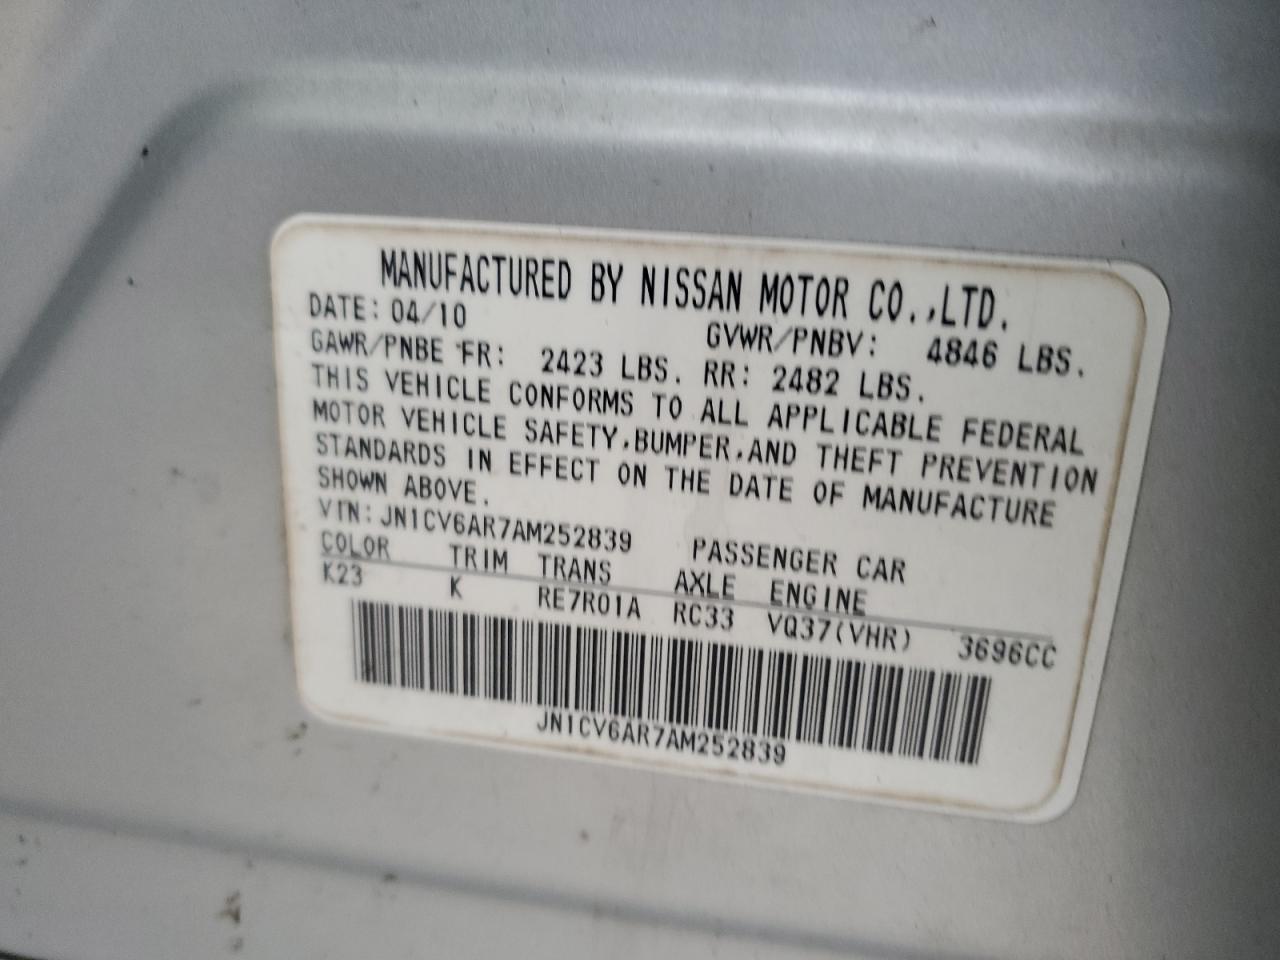 MANUFACTURED BY NISSAN MOTOR CO.,LTD.
DATE: 04/10 GVWR/PNBV: 4846 LBS.
GAWR/PNBE FR: 2423 LBS. RR: 2482 LBS.
THIS VEHICLE CONFORMS TO ALL APPLICABLE FEDERAL
MOTOR VEHICLE SAFETY,BUMPER,AND THEFT PREVENTION
STANDARDS IN EFFECT ON THE DATE OF MANUFACTURE
SHOWN ABOVE.
VIN: JN1CV6AR7AM252839 PASSENGER CAR
COLOR TRIM TRANS AXLE ENGINE
K23 K RE7R01A RC33 VQ37(VHR) 3696CC
JN1CV6AR7AM252839